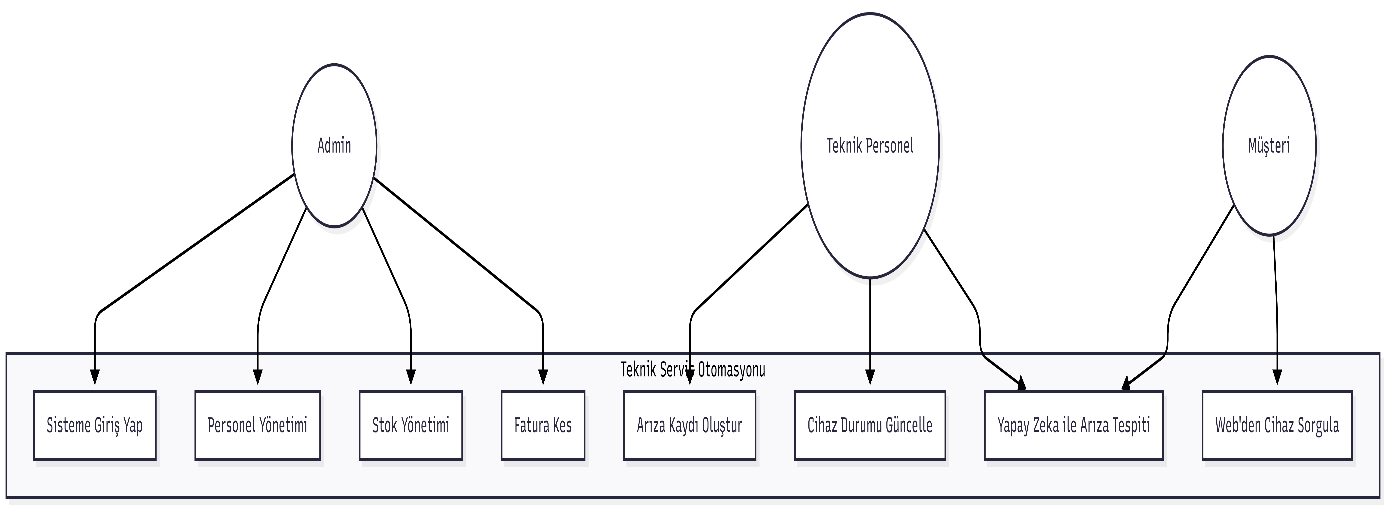 Admin
Teknik Personel
Müşteri
Teknik Servis Otomasyonu
Sisteme Giriş Yap
Personel Yönetimi
Stok Yönetimi
Fatura Kes
Arıza Kaydı Oluştur
Cihaz Durumu Güncelle
Yapay Zeka ile Arıza Tespiti
Web'den Cihaz Sorgula